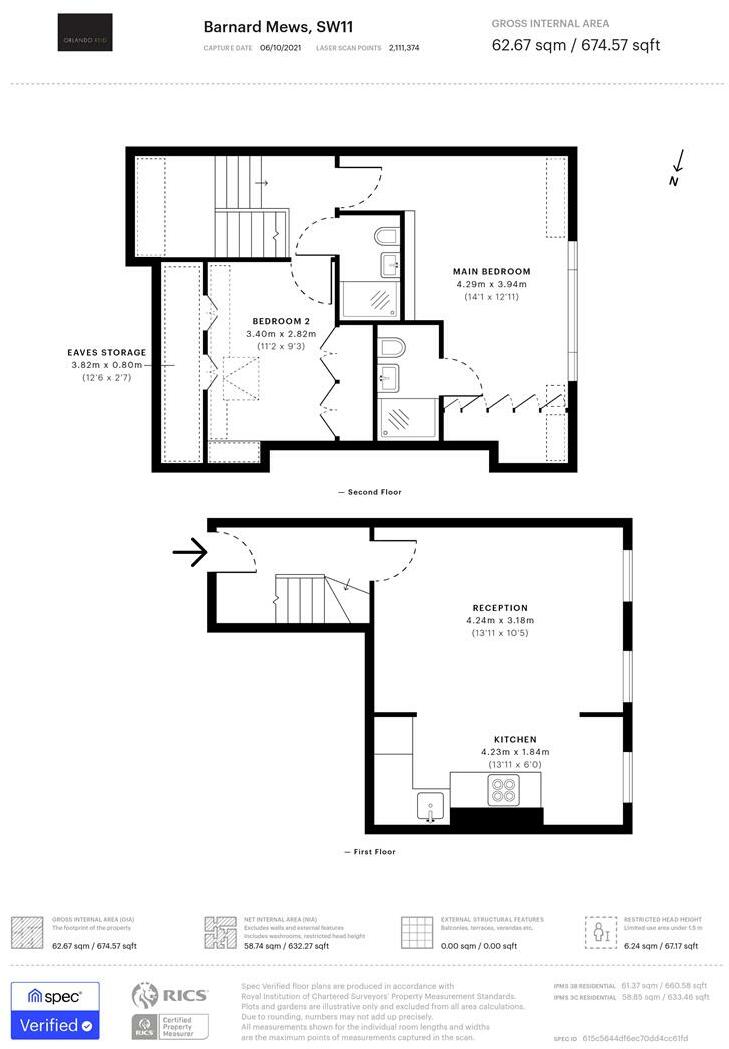 ORLANDO REID
Barnard Mews, SW11
CAPTURE DATE 06/10/2021 LASER SCAN POINTS 2,111,374
GROSS INTERNAL AREA
62.67 sqm / 674.57 sqft
N
MAIN BEDROOM
4.29m x 3.94m
(14'1 x 12'11)
BEDROOM 2
3.40m x 2.82m
(11'2 x 9'3)
EAVES STORAGE
3.82m x 0.80m
(12'6 x 2'7)
— Second Floor
RECEPTION
4.24m x 3.18m
(13'11 x 10'5)
KITCHEN
4.23m x 1.84m
(13'11 x 6'0)
— First Floor
GROSS INTERNAL AREA (GIA)
The footprint of the property
62.67 sqm / 674.57 sqft
NET INTERNAL AREA (NIA)
Excludes walls and external features
Includes washrooms, restricted head height
58.74 sqm / 632.27 sqft
EXTERNAL STRUCTURAL FEATURES
Balconies, terraces, verandas etc.
0.00 sqm / 0.00 sqft
RESTRICTED HEAD HEIGHT
Limited use area under 1.5 m
6.24 sqm / 67.17 sqft
spec
Verified
RICS
RICS
Certified
Property
Measurer
Spec Verified floor plans are produced in accordance with
Royal Institution of Chartered Surveyors' Property Measurement Standards.
Plots and gardens are illustrative only and excluded from all area calculations.
Due to rounding, numbers may not add up precisely.
All measurements shown for the individual room lengths and widths
are the maximum points of measurements captured in the scan.
IPMS 3B RESIDENTIAL 61.37 sqm / 660.58 sqft
IPMS 3C RESIDENTIAL 58.85 sqm / 633.46 sqft
SPEC ID 615c5644df6ec70dd4cc61fd